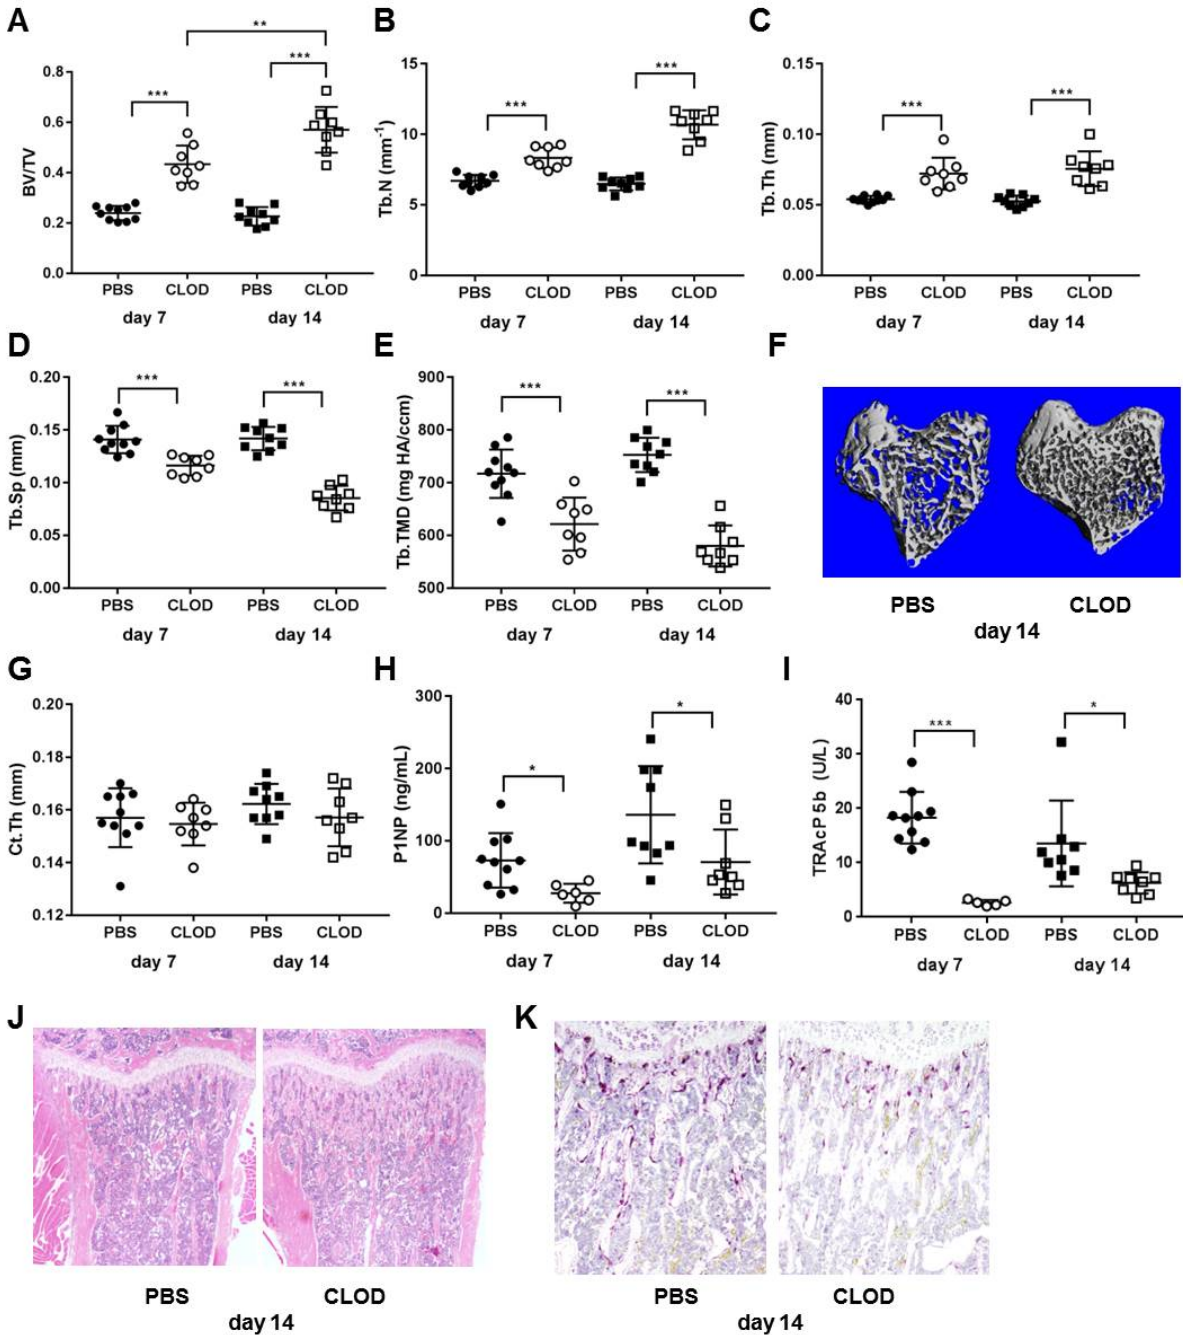 A
B
C
**
***
***
0.8
0.6
0.4
0.2
0.0
BV/TV
PBS CLOD PBS CLOD
day 7 day 14
***
***
15
10
5
0
Tb.N (mm⁻¹)
PBS CLOD PBS CLOD
day 7 day 14
***
***
0.15
0.10
0.05
0.00
Tb.Th (mm)
PBS CLOD PBS CLOD
day 7 day 14
D
E
F
***
***
0.20
0.15
0.10
0.05
0.00
Tb.Sp (mm)
PBS CLOD PBS CLOD
day 7 day 14
***
***
900
800
700
600
500
Tb.TMD (mg HA/ccm)
PBS CLOD PBS CLOD
day 7 day 14
PBS CLOD
day 14
G
H
I
0.20
0.18
0.16
0.14
0.12
Ct.Th (mm)
PBS CLOD PBS CLOD
day 7 day 14
*
*
300
200
100
0
P1NP (ng/mL)
PBS CLOD PBS CLOD
day 7 day 14
***
*
40
30
20
10
0
TRAcP 5b (U/L)
PBS CLOD PBS CLOD
day 7 day 14
J
K
PBS CLOD
day 14
PBS CLOD
day 14